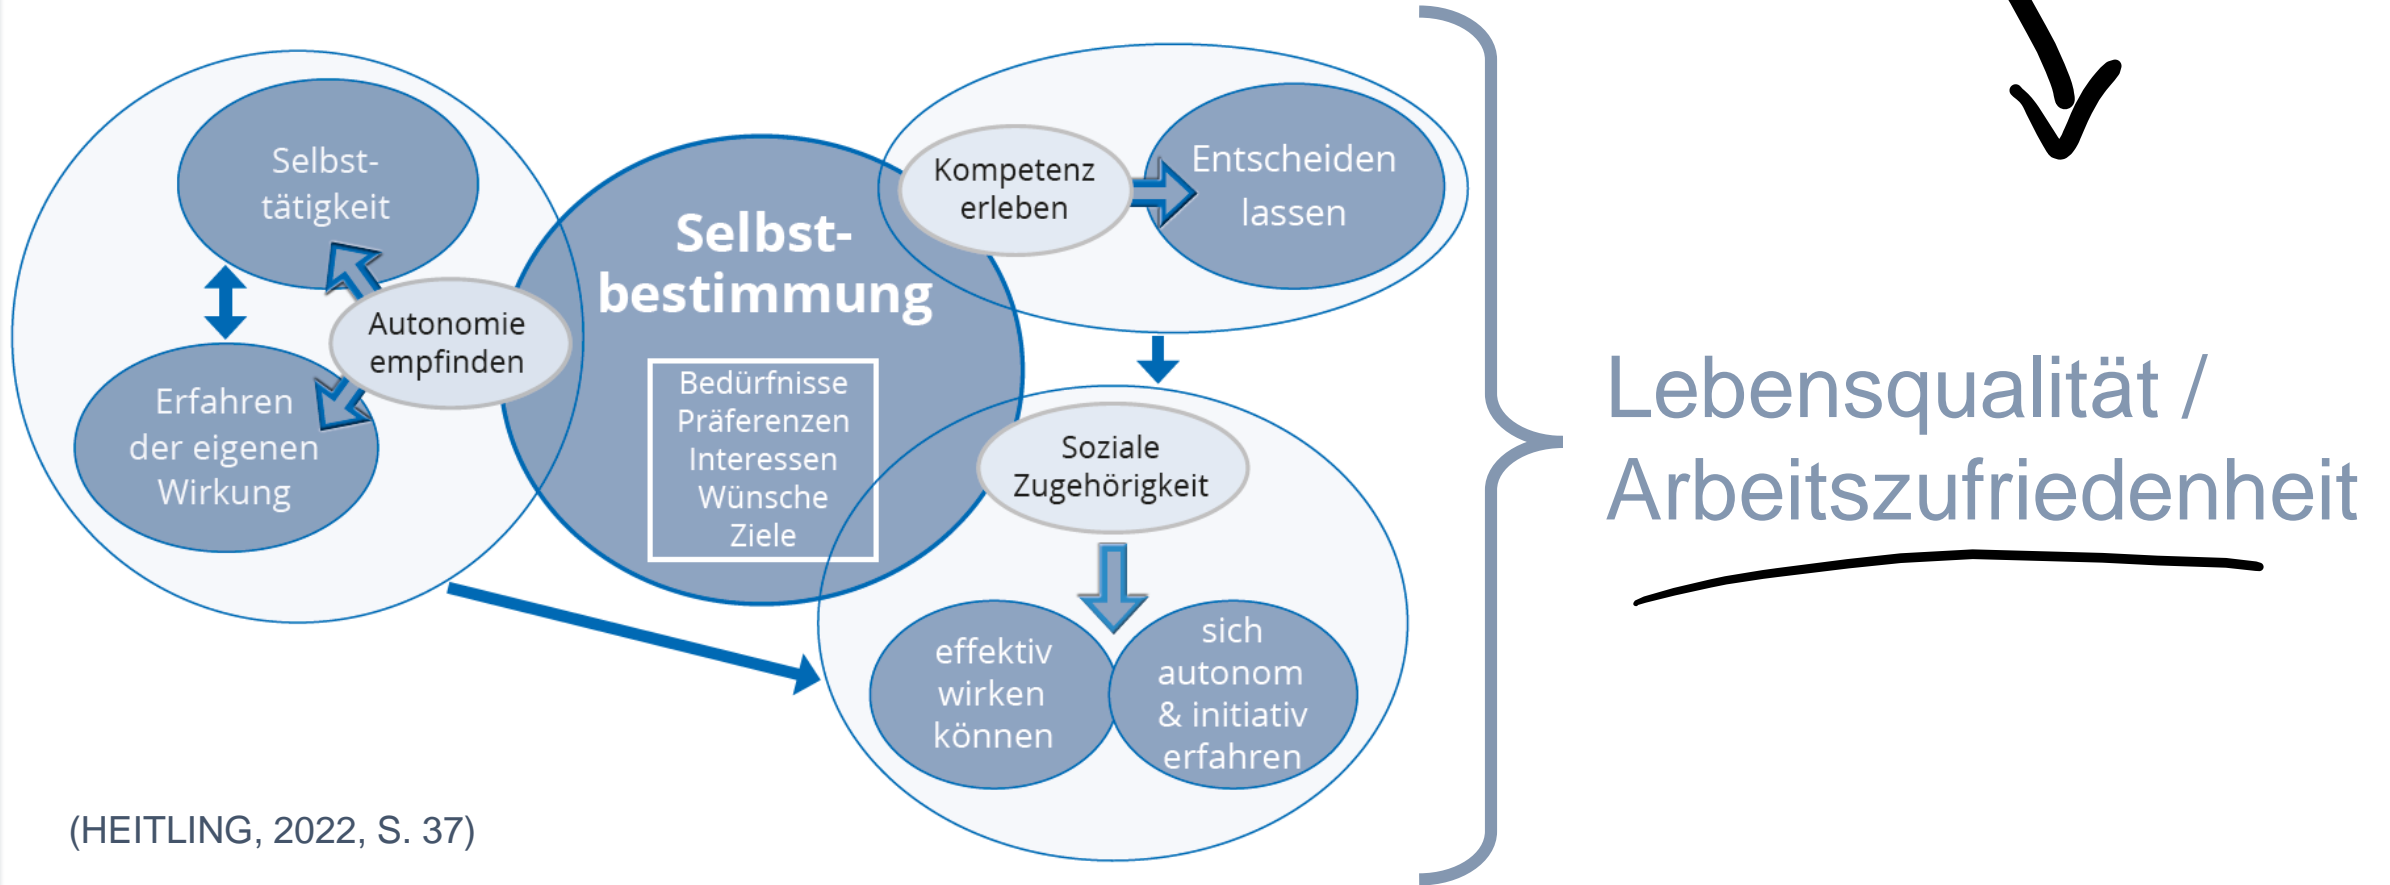 Selbst-
tätigkeit
Autonomie
empfinden
Erfahren
der eigenen
Wirkung
Selbst-
bestimmung
Bedürfnisse
Präferenzen
Interessen
Wünsche
Ziele
Kompetenz
erleben
Entscheiden
lassen
Soziale
Zugehörigkeit
effektiv
wirken
können
sich
autonom
& initiativ
erfahren
Lebensqualität /
Arbeitszufriedenheit
(HEITLING, 2022, S. 37)